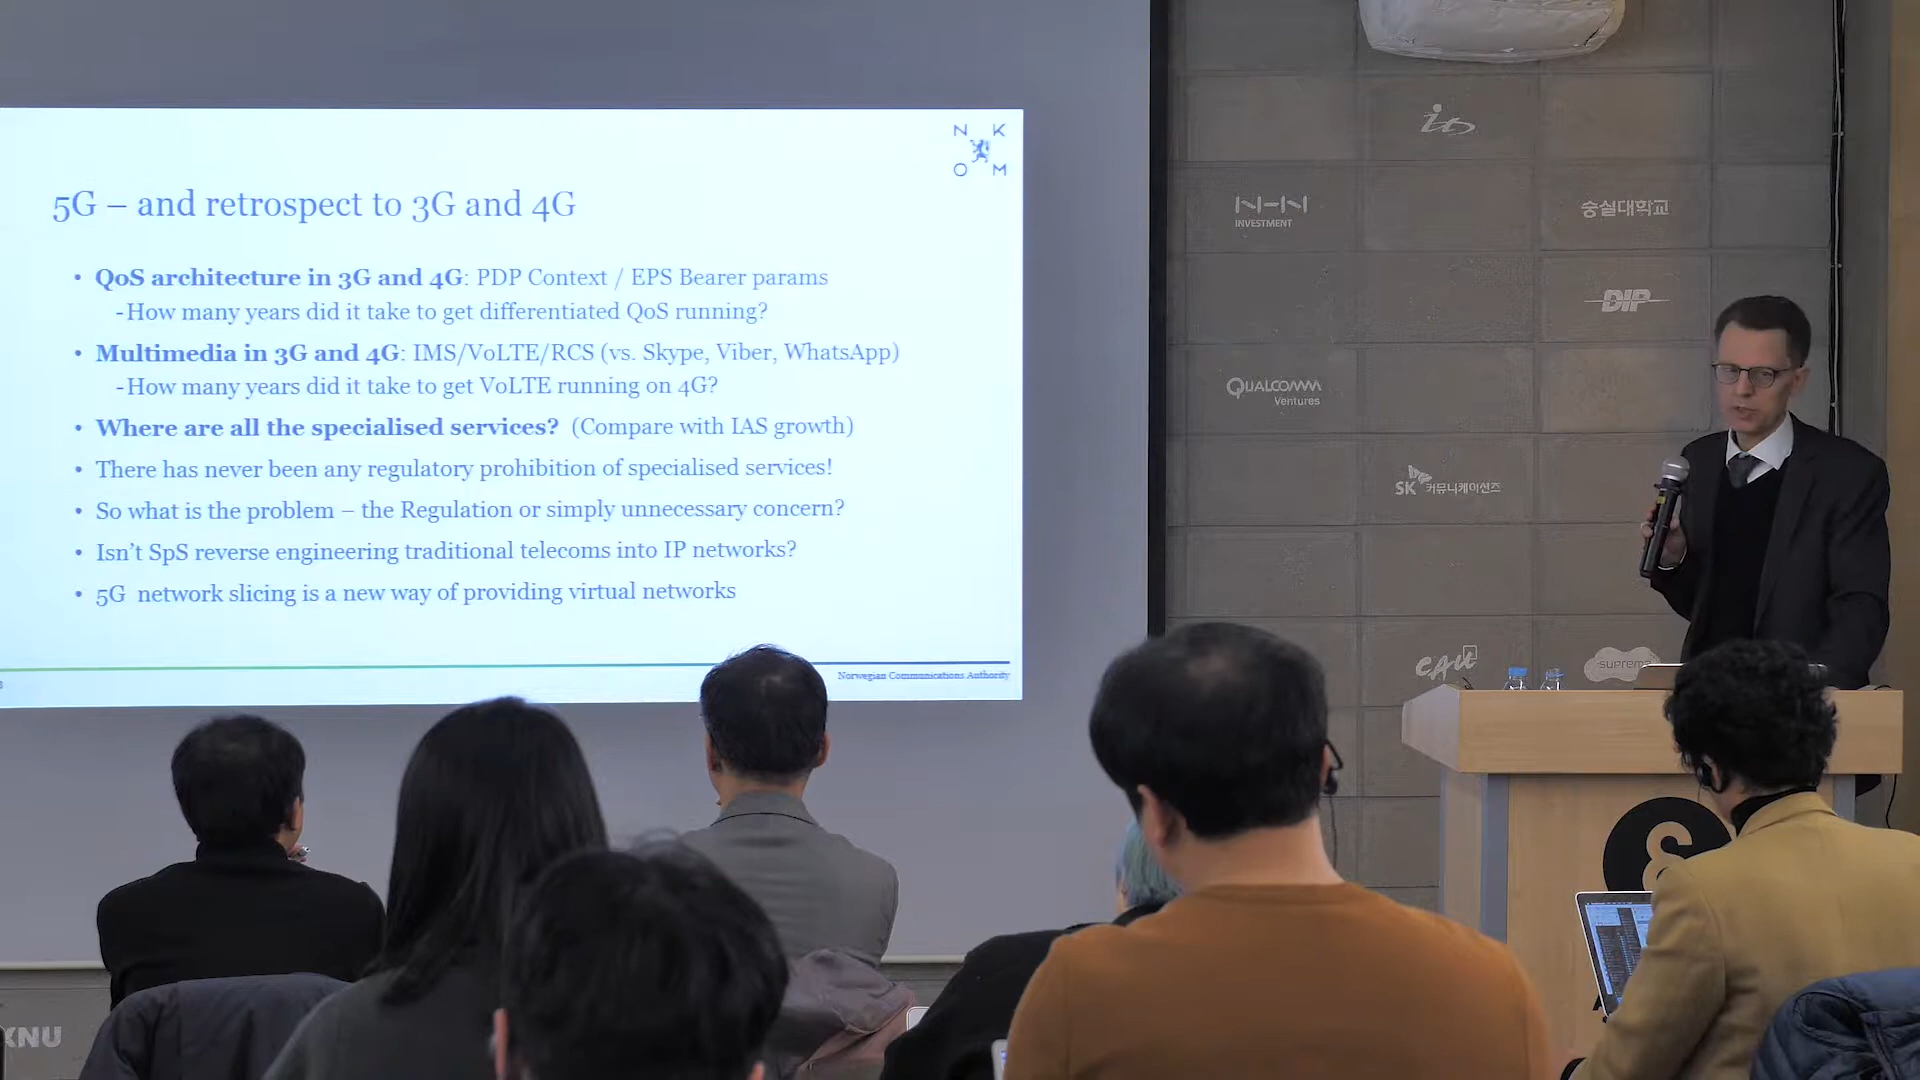 N K
O M
5G – and retrospect to 3G and 4G
• QoS architecture in 3G and 4G: PDP Context / EPS Bearer params
-How many years did it take to get differentiated QoS running?
• Multimedia in 3G and 4G: IMS/VoLTE/RCS (vs. Skype, Viber, WhatsApp)
-How many years did it take to get VoLTE running on 4G?
• Where are all the specialised services? (Compare with IAS growth)
• There has never been any regulatory prohibition of specialised services!
• So what is the problem – the Regulation or simply unnecessary concern?
• Isn't SpS reverse engineering traditional telecoms into IP networks?
• 5G network slicing is a new way of providing virtual networks
Norwegian Communications Authority
NHN
INVESTMENT
숭실대학교
DIP
QUALCOMM
Ventures
SK 커뮤니케이션즈
CAU
supreme
&
KNU